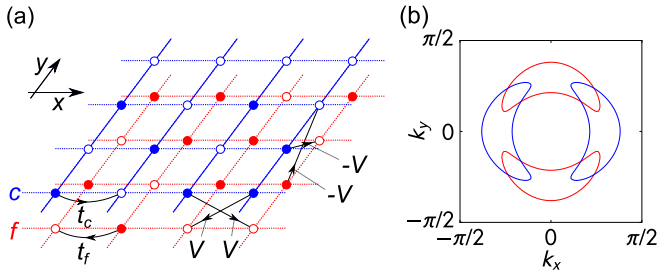 (a)
y
x
c
f
t_c
t_f
V
V
-V
-V
(b)
π/2
k_y
0
-π/2
-π/2
0
π/2
k_x